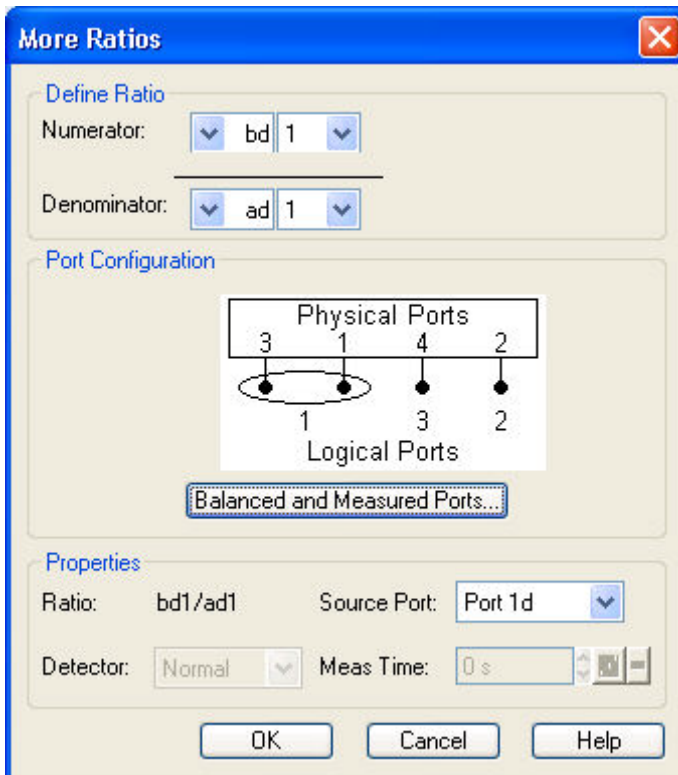 More Ratios
Define Ratio
Numerator: bd 1
Denominator: ad 1
Port Configuration
Physical Ports
3 1 4 2
1 3 2
Logical Ports
Balanced and Measured Ports...
Properties
Ratio: bd1/ad1 Source Port: Port 1d
Detector: Normal Meas Time: 0 s
OK Cancel Help